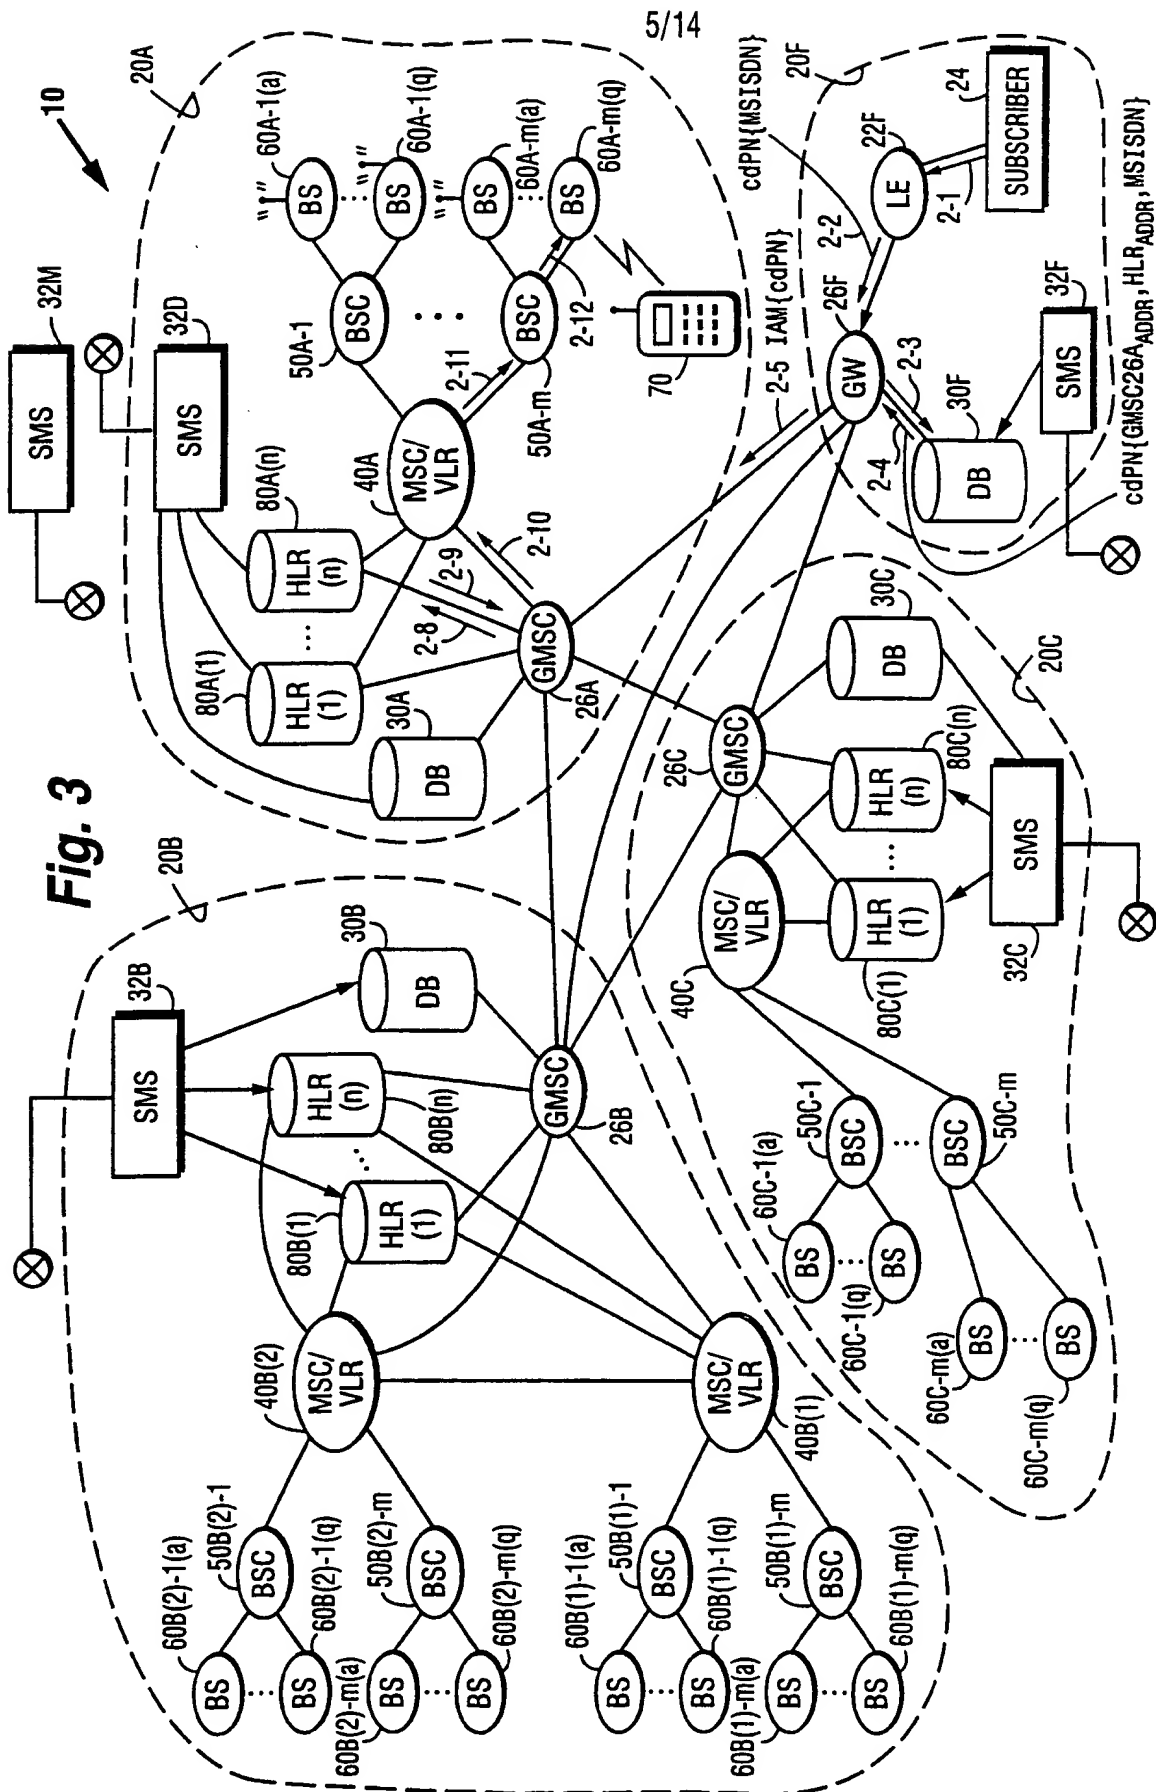 5/14
Fig. 3
10
20B
32B
SMS
30B
DB
HLR
(n)
80B(n)
80B(1)
HLR
(1)
GMSC
26B
40B(2)
MSC/
VLR
MSC/
VLR
40B(1)
60B(2)-1(a)
50B(2)-1
BS
BSC
60B(2)-1(q)
BS
50B(2)-m
60B(2)-m(a)
BS
BSC
60B(2)-m(q)
BS
60B(1)-1(a)
50B(1)-1
BS
BSC
60B(1)-1(q)
BS
50B(1)-m
60B(1)-m(a)
BS
BSC
60B(1)-m(q)
BS
32M
SMS
20A
32D
SMS
80A(n)
HLR
(n)
80A(1)
HLR
(1)
30A
DB
2-8
2-9
2-10
GMSC
26A
40A
MSC/
VLR
50A-1
BSC
2-11
BSC
50A-m
2-12
60A-1(a)
BS
60A-1(q)
BS
60A-m(a)
BS
60A-m(q)
BS
70
2-5 IAM{cdPN}
20F
cdPN{MSISDN}
2-2
22F
LE
2-1
24
SUBSCRIBER
26F
GW
2-3
2-4
30F
DB
32F
SMS
cdPN{GMSC26A ADDR, HLR ADDR, MSISDN}
20C
30C
DB
26C
GMSC
80C(n)
HLR
(n)
80C(1)
HLR
(1)
SMS
32C
40C
MSC/
VLR
50C-1
BSC
50C-m
BSC
60C-1(a)
BS
60C-1(q)
BS
60C-m(a)
BS
60C-m(q)
BS